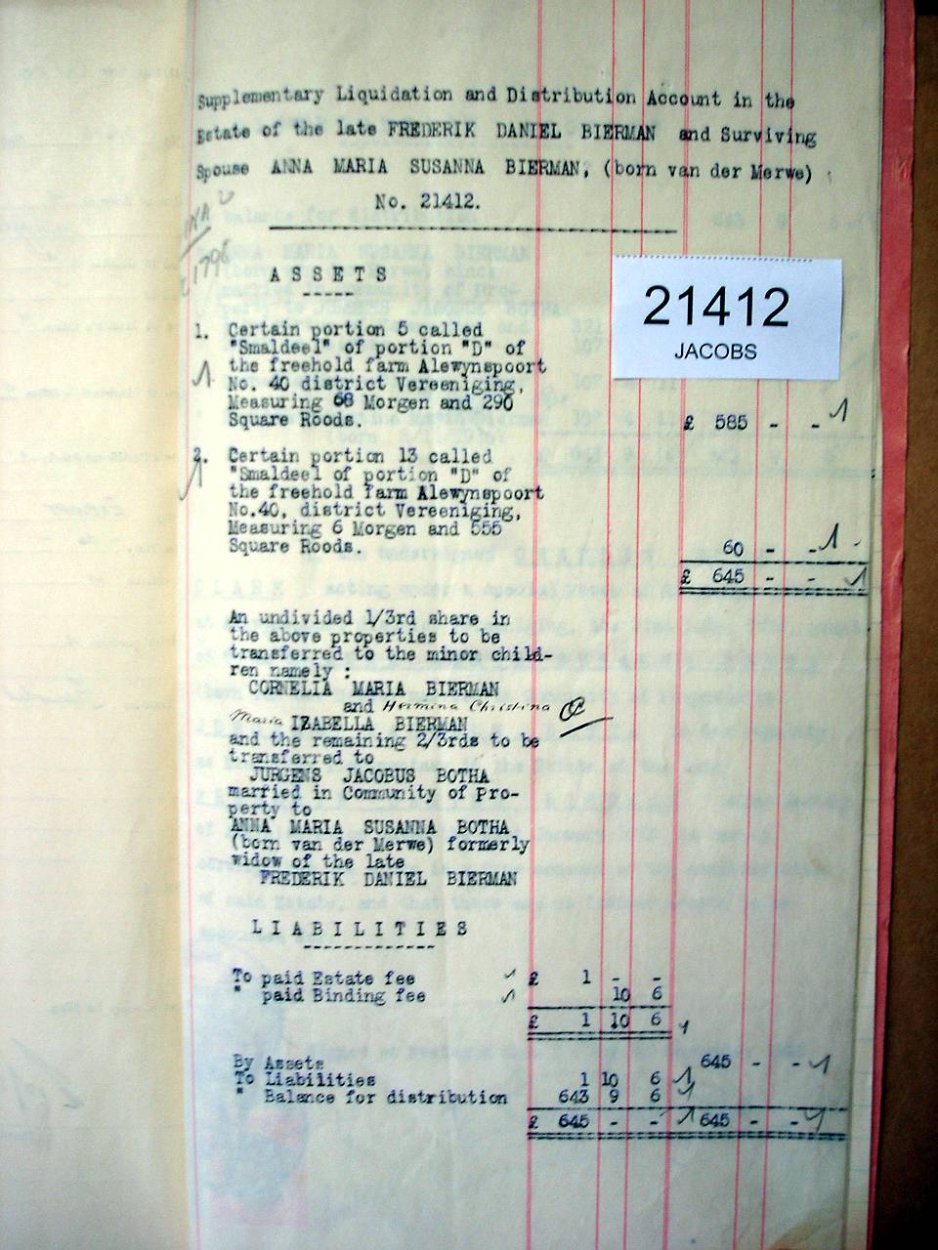 Supplementary Liquidation and Distribution Account in the
Estate of the late FREDERIK DANIEL BIERMAN and Surviving
Spouse ANNA MARIA SUSANNA BIERMAN, (born van der Merwe)
No. 21412.
21412
JACOBS
ASSETS
1. Certain portion 5 called
"Smaldeel" of portion "D" of
the freehold farm Alewynspoort
No. 40 district Vereeniging,
Measuring 68 Morgen and 290
Square Roods. £ 585 - -
2. Certain portion 13 called
"Smaldeel of portion "D" of
the freehold farm Alewynspoort
No.40, district Vereeniging,
Measuring 6 Morgen and 555
Square Roods. 60 - -
£ 645 - -
An undivided 1/3rd share in
the above properties to be
transferred to the minor child-
ren namely :
CORNELIA MARIA BIERMAN
and Hermina Christina
Maria IZABELLA BIERMAN
and the remaining 2/3rds to be
transferred to
JURGENS JACOBUS BOTHA
married in Community of Pro-
perty to
ANNA MARIA SUSANNA BOTHA
(born van der Merwe) formerly
widow of the late
FREDERIK DANIEL BIERMAN
LIABILITIES
To paid Estate fee £ 1 - -
" paid Binding fee 10 6
£ 1 10 6
By Assets 645 - -
To Liabilities 1 10 6
" Balance for distribution 643 9 6
£ 645 - - 645 - -